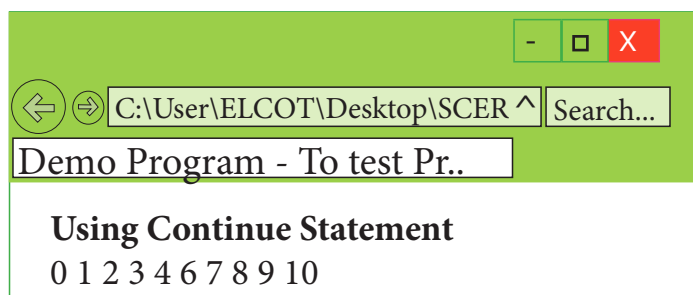 - X
C:\User\ELCOT\Desktop\SCER ^ Search...
Demo Program - To test Pr..
Using Continue Statement
0 1 2 3 4 6 7 8 9 10